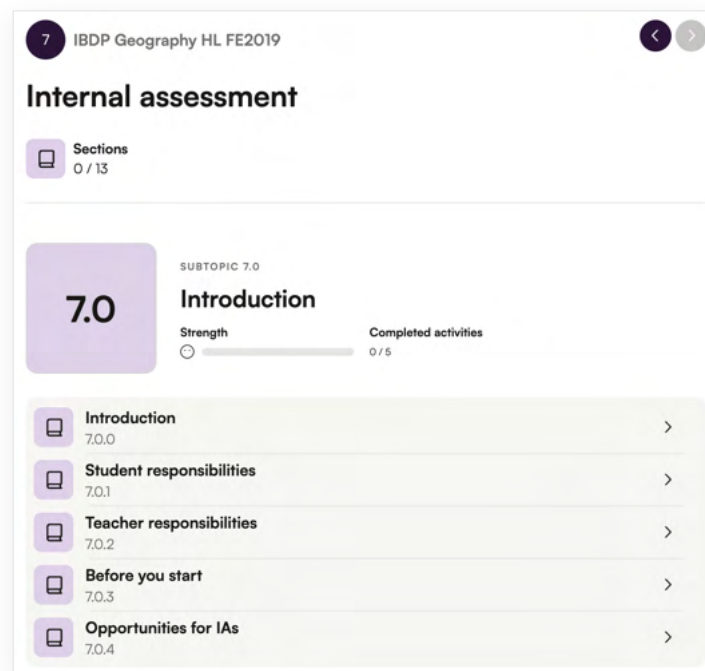 7 IBDP Geography HL FE2019
Internal assessment
Sections
0 / 13
7.0
SUBTOPIC 7.0
Introduction
Strength
Completed activities
0 / 5
Introduction
7.0.0
Student responsibilities
7.0.1
Teacher responsibilities
7.0.2
Before you start
7.0.3
Opportunities for IAs
7.0.4